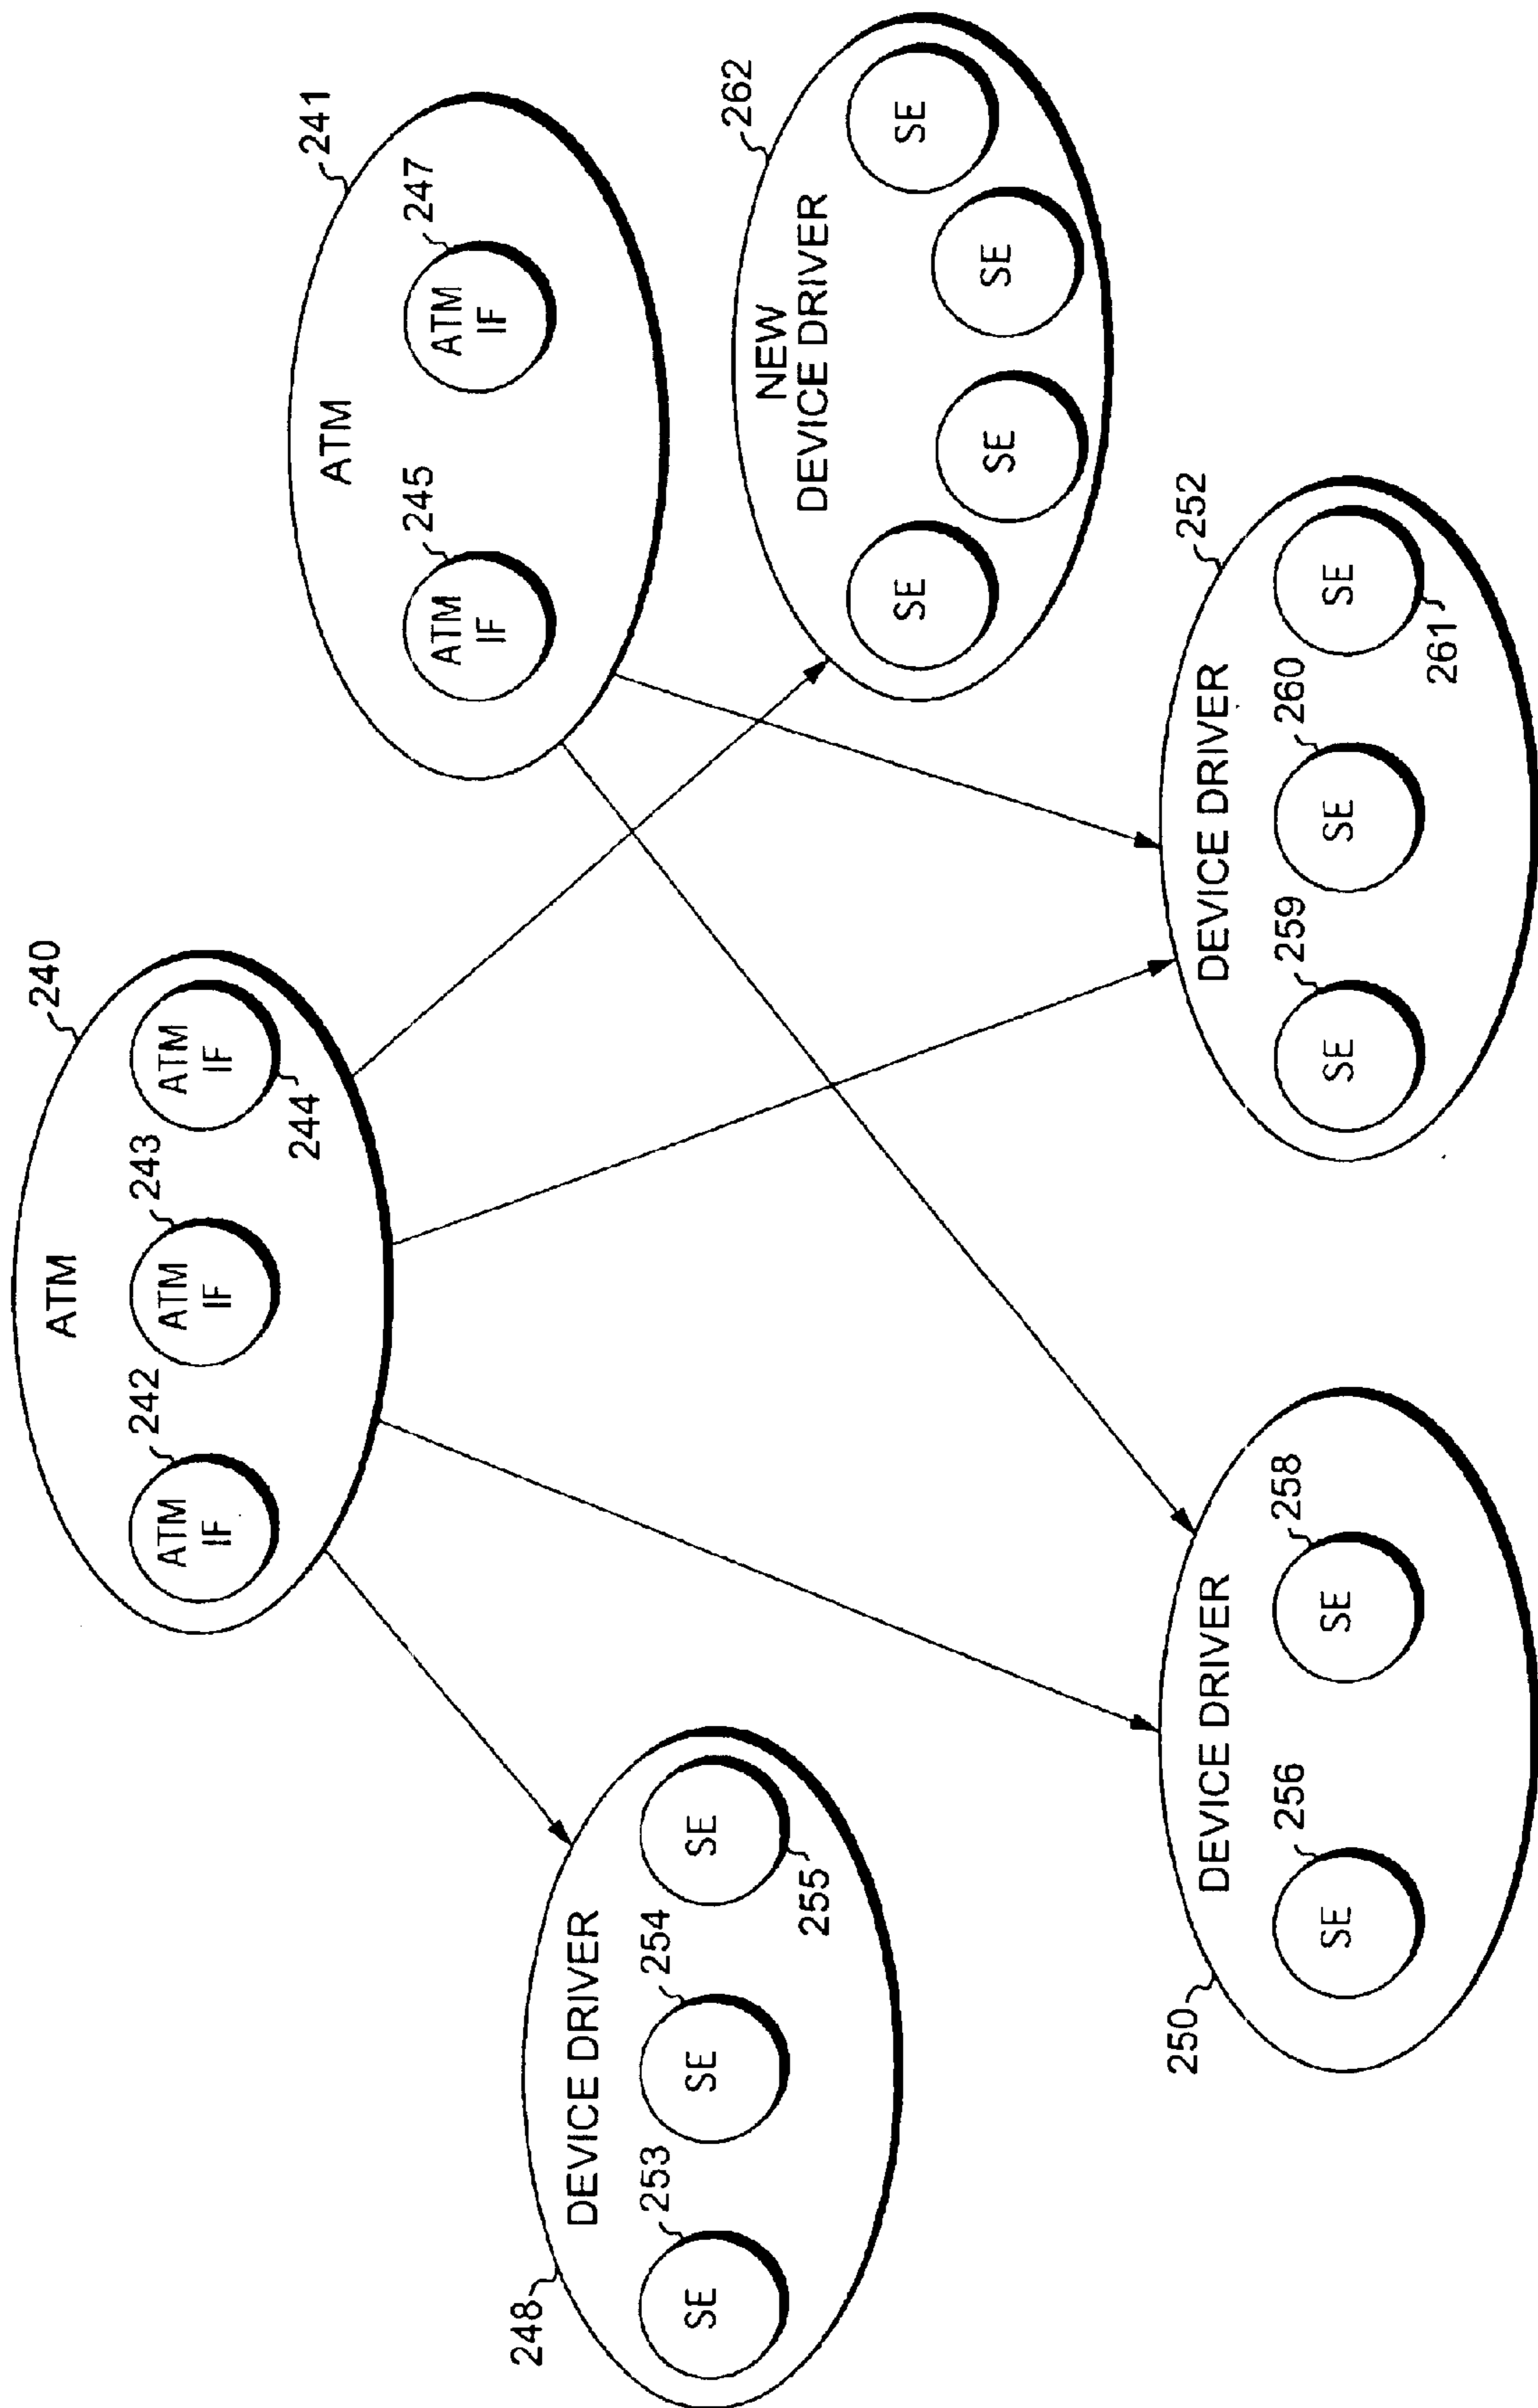 240
ATM
242
243
ATM
IF
ATM
IF
ATM
IF
244
241
ATM
245
247
ATM
IF
ATM
IF
248
DEVICE DRIVER
253
254
SE
SE
SE
255
262
NEW
DEVICE DRIVER
SE
SE
SE
SE
250
DEVICE DRIVER
256
258
SE
SE
252
DEVICE DRIVER
259
260
SE
SE
SE
261